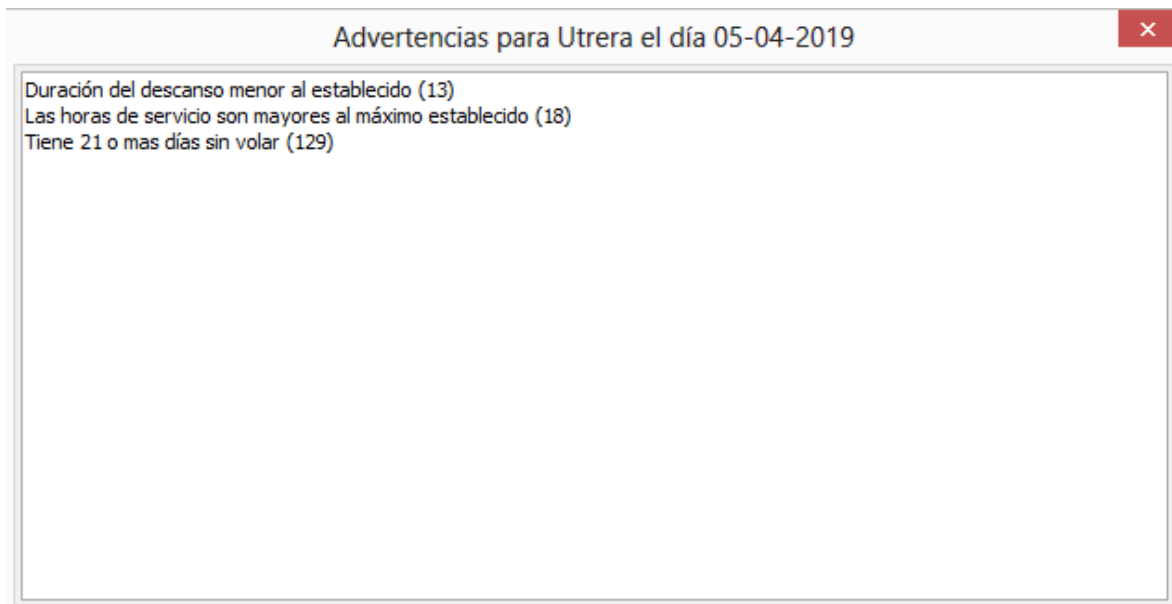 Advertencias para Utrera el día 05-04-2019
Duración del descanso menor al establecido (13)
Las horas de servicio son mayores al máximo establecido (18)
Tiene 21 o mas días sin volar (129)